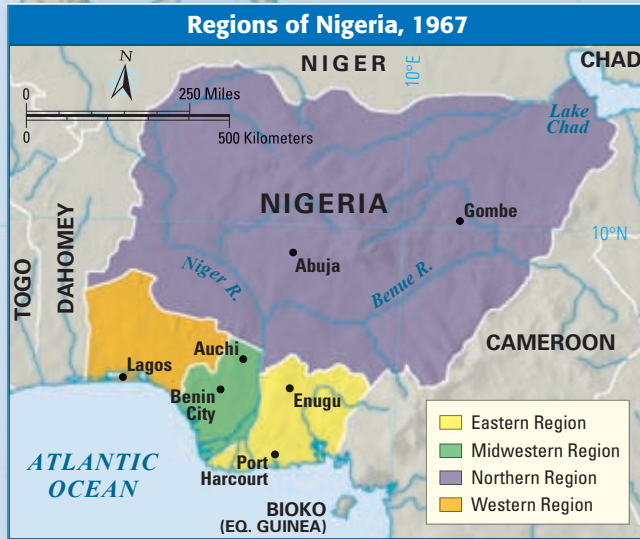 Regions of Nigeria, 1967
N
NIGER
10°E
CHAD
0
250 Miles
0
500 Kilometers
Lake
Chad
NIGERIA
Gombe
10°N
DAHOMEY
TOGO
Abuja
Niger R.
Benue R.
CAMEROON
Auchi
Lagos
Benin
City
Enugu
Port
Harcourt
ATLANTIC
OCEAN
BIOKO
(EQ. GUINEA)
Eastern Region
Midwestern Region
Northern Region
Western Region